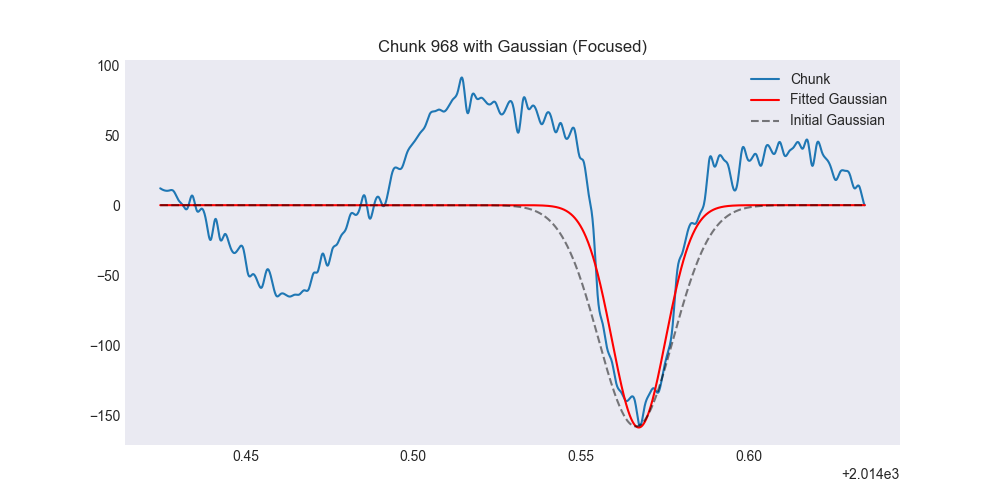 Chunk 968 with Gaussian (Focused)
100
50
0
−50
−100
−150
Chunk
Fitted Gaussian
Initial Gaussian
0.45 0.50 0.55 0.60
+2.014e3